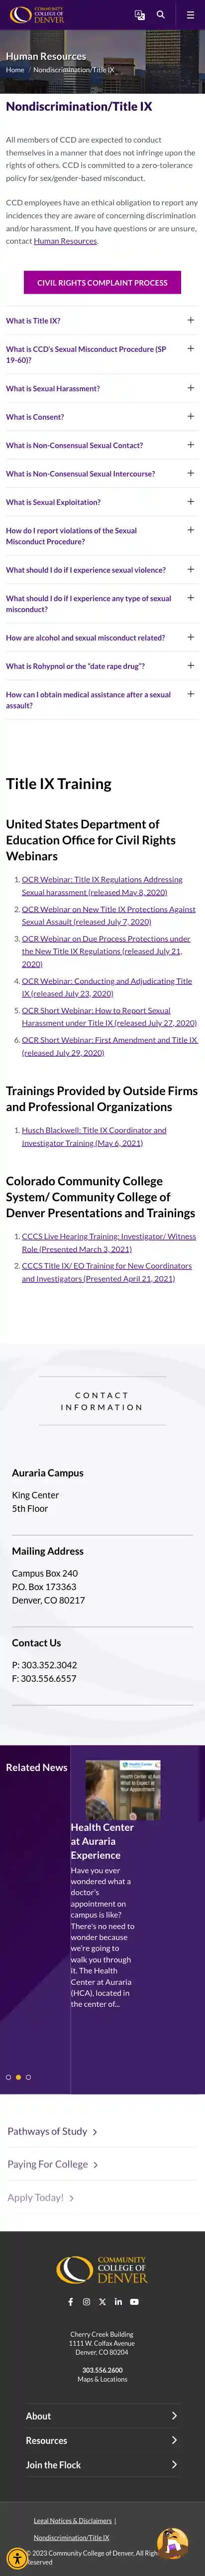 COMMUNITY
COLLEGE OF
DENVER
Human Resources
Home / Nondiscrimination/Title IX
Nondiscrimination/Title IX
All members of CCD are expected to conduct
themselves in a manner that does not infringe upon the
rights of others. CCD is committed to a zero-tolerance
policy for sex/gender-based misconduct.
CCD employees have an ethical obligation to report any
incidences they are aware of concerning discrimination
and/or harassment. If you have questions or are unsure,
contact Human Resources.
CIVIL RIGHTS COMPLAINT PROCESS
What is Title IX?
What is CCD's Sexual Misconduct Procedure (SP
19-60)?
What is Sexual Harassment?
What is Consent?
What is Non-Consensual Sexual Contact?
What is Non-Consensual Sexual Intercourse?
What is Sexual Exploitation?
How do I report violations of the Sexual
Misconduct Procedure?
What should I do if I experience sexual violence?
What should I do if I experience any type of sexual
misconduct?
How are alcohol and sexual misconduct related?
What is Rohypnol or the "date rape drug"?
How can I obtain medical assistance after a sexual
assault?
Title IX Training
United States Department of
Education Office for Civil Rights
Webinars
1. OCR Webinar: Title IX Regulations Addressing
Sexual harassment (released May 8, 2020)
2. OCR Webinar on New Title IX Protections Against
Sexual Assault (released July 7, 2020)
3. OCR Webinar on Due Process Protections under
the New Title IX Regulations (released July 21,
2020)
4. OCR Webinar: Conducting and Adjudicating Title
IX (released July 23, 2020)
5. OCR Short Webinar: How to Report Sexual
Harassment under Title IX (released July 27, 2020)
6. OCR Short Webinar: First Amendment and Title IX
(released July 29, 2020)
Trainings Provided by Outside Firms
and Professional Organizations
1. Husch Blackwell: Title IX Coordinator and
Investigator Training (May 6, 2021)
Colorado Community College
System/ Community College of
Denver Presentations and Trainings
1. CCCS Live Hearing Training: Investigator/ Witness
Role (Presented March 3, 2021)
2. CCCS Title IX/ EO Training for New Coordinators
and Investigators (Presented April 21, 2021)
CONTACT
INFORMATION
Auraria Campus
King Center
5th Floor
Mailing Address
Campus Box 240
P.O. Box 173363
Denver, CO 80217
Contact Us
P: 303.352.3042
F: 303.556.6557
Related News
Health Center
at Auraria
Experience
Have you ever
wondered what a
doctor's
appointment on
campus is like?
There's no need to
wonder because
we're going to
walk you through
it. The Health
Center at Auraria
(HCA), located in
the center of...
Pathways of Study
Paying For College
Apply Today!
COMMUNITY
COLLEGE OF
DENVER
Cherry Creek Building
1111 W. Colfax Avenue
Denver, CO 80204
303.556.2600
Maps & Locations
About
Resources
Join the Flock
Legal Notices & Disclaimers |
Nondiscrimination/Title IX
© 2023 Community College of Denver, All
Reserved